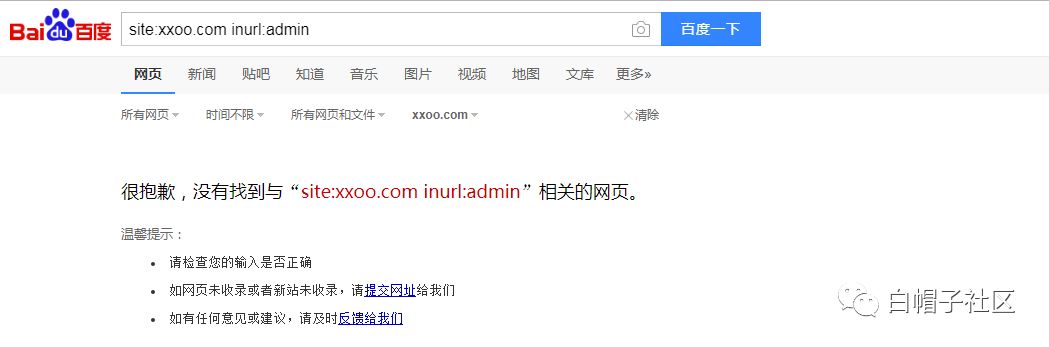 Bai du 百度 site:xxoo.com inurl:admin 百度一下
网页 新闻 贴吧 知道 音乐 图片 视频 地图 文库 更多»
所有网页 时间不限 所有网页和文件 xxoo.com 清除
很抱歉，没有找到与“site:xxoo.com inurl:admin”相关的网页。
温馨提示：
请检查您的输入是否正确
如网页未收录或者新站未收录，请提交网址给我们
如有任何意见或建议，请及时反馈给我们
白帽子社区